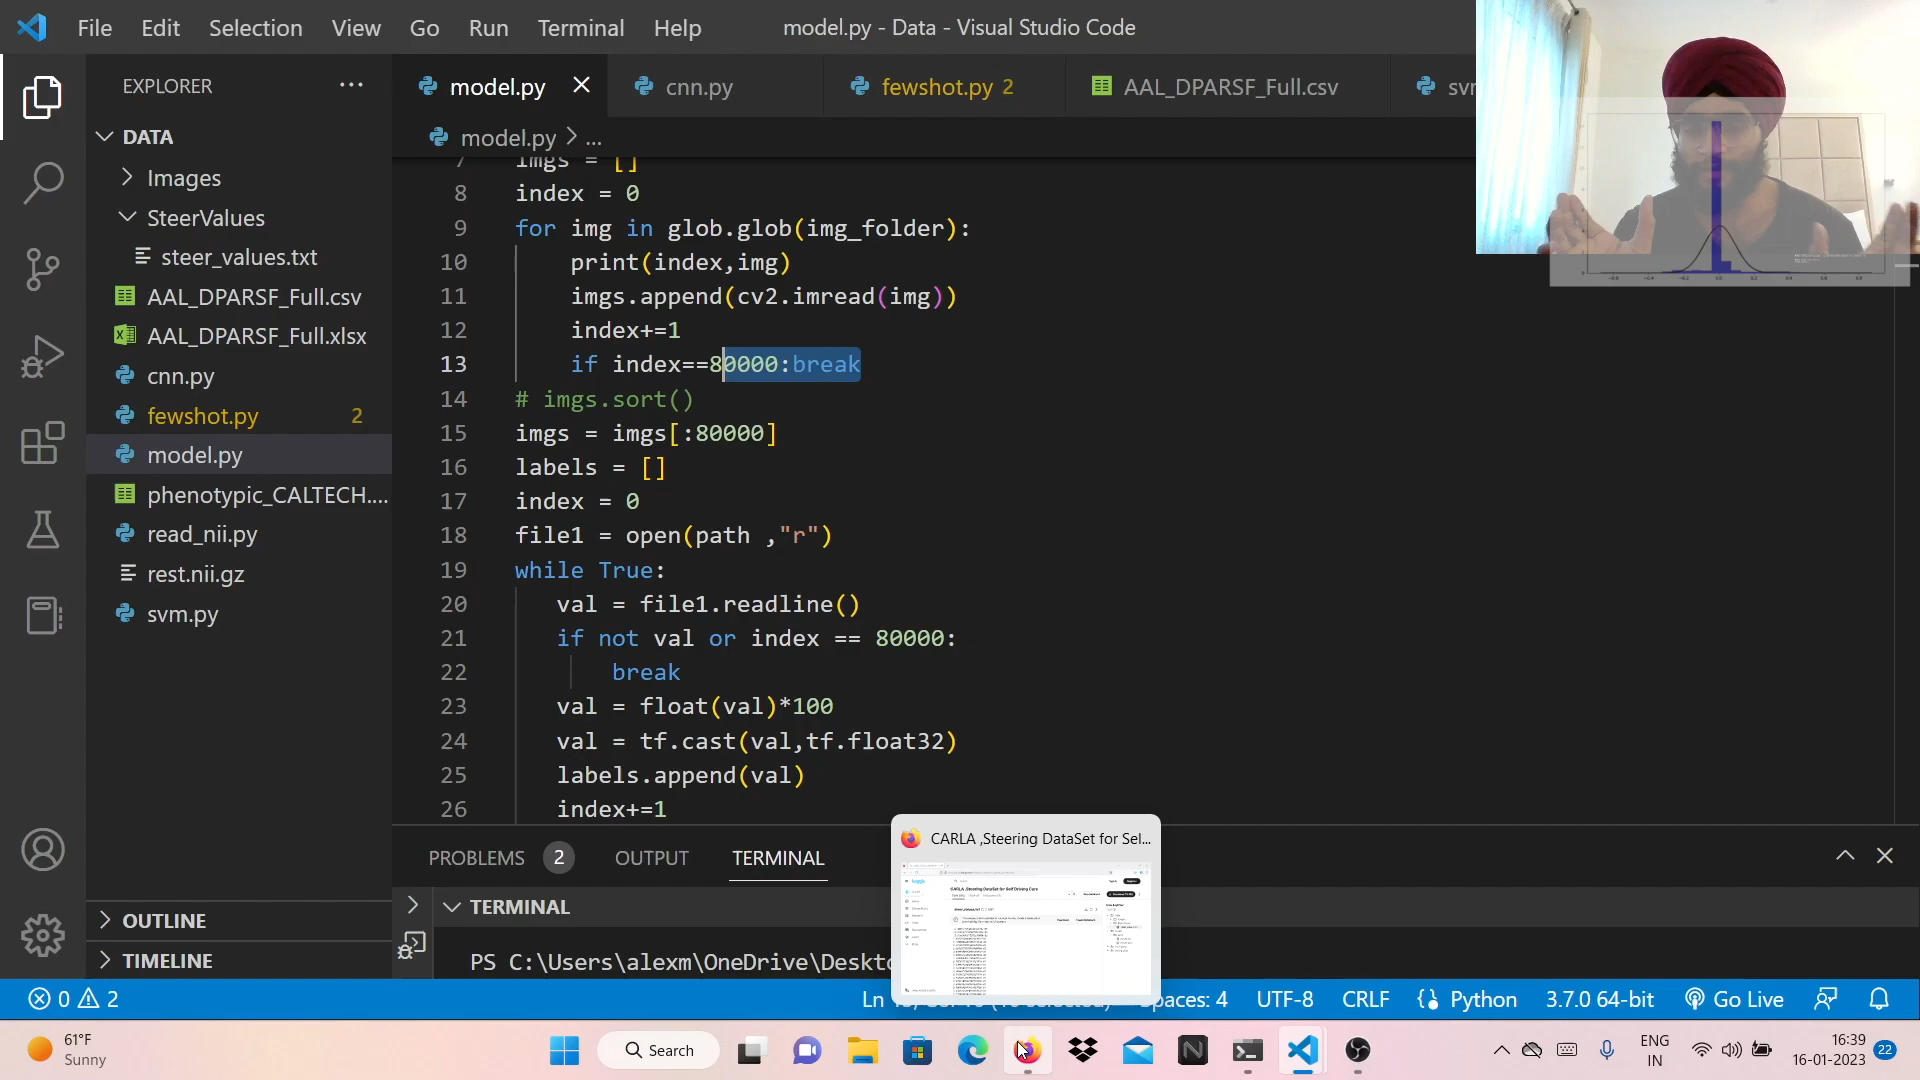 File Edit Selection View Go Run Terminal Help
model.py - Data - Visual Studio Code
EXPLORER
DATA
Images
SteerValues
steer_values.txt
AAL_DPARSF_Full.csv
AAL_DPARSF_Full.xlsx
cnn.py
fewshot.py 2
model.py
phenotypic_CALTECH....
read_nii.py
rest.nii.gz
svm.py
OUTLINE
TIMELINE
model.py cnn.py fewshot.py 2 AAL_DPARSF_Full.csv
model.py > ...
7 imgs = []
8 index = 0
9 for img in glob.glob(img_folder):
10 print(index,img)
11 imgs.append(cv2.imread(img))
12 index+=1
13 if index==80000:break
14 # imgs.sort()
15 imgs = imgs[:80000]
16 labels = []
17 index = 0
18 file1 = open(path ,"r")
19 while True:
20 val = file1.readline()
21 if not val or index == 80000:
22 break
23 val = float(val)*100
24 val = tf.cast(val,tf.float32)
25 labels.append(val)
26 index+=1
PROBLEMS 2 OUTPUT TERMINAL
TERMINAL
PS C:\Users\alexm\OneDrive\Deskto
CARLA ,Steering DataSet for Sel...
0 2
Spaces: 4 UTF-8 CRLF Python 3.7.0 64-bit Go Live
61°F
Sunny
Search
ENG
IN
16:39
16-01-2023
22